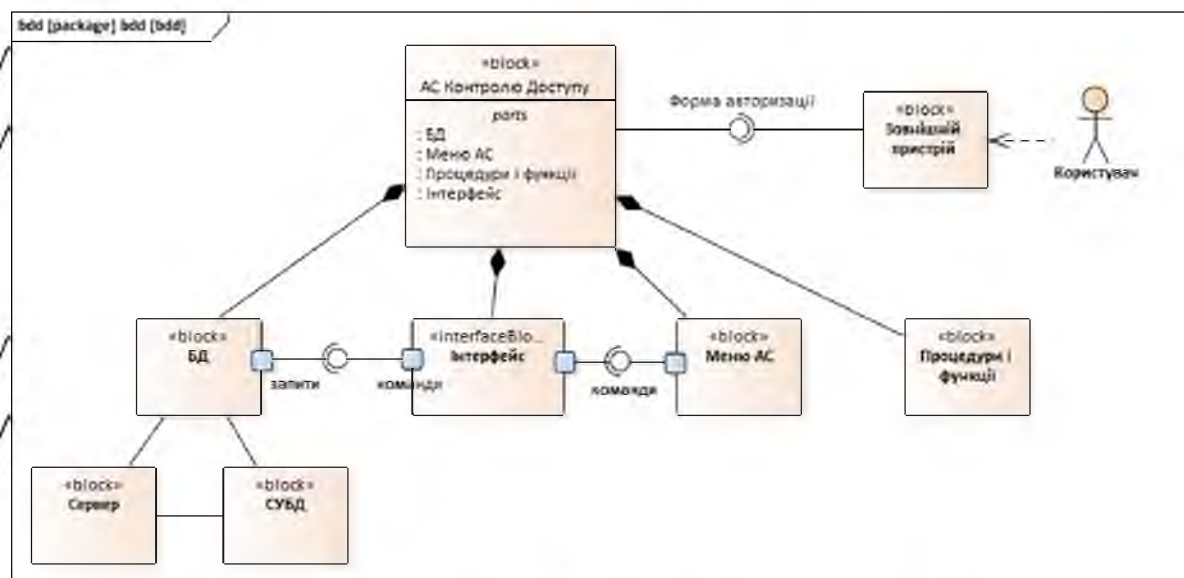 bdd [package] bdd [bdd]
«block»
АС Контролю Доступу
parts
: БД
: Меню АС
: Процедури і функції
: Інтерфейс
Форма авторизації
«block»
Зовнішній
пристрій
Користувач
«block»
БД
запити
команди
«interfaceBlo...
Інтерфейс
команди
«block»
Меню АС
«block»
Процедури і
функції
«block»
Сервер
«block»
СУБД